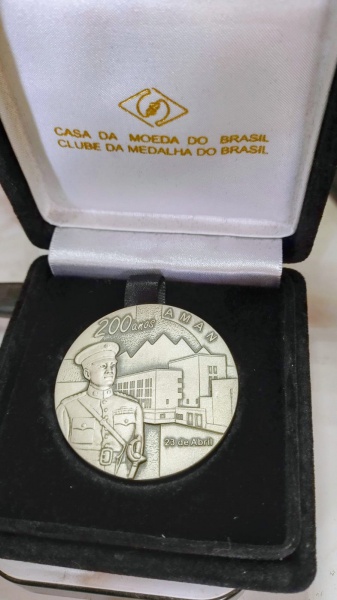 CASA DA MOEDA DO BRASIL
CLUBE DA MEDALHA DO BRASIL
200 anos AMAN
23 de Abril